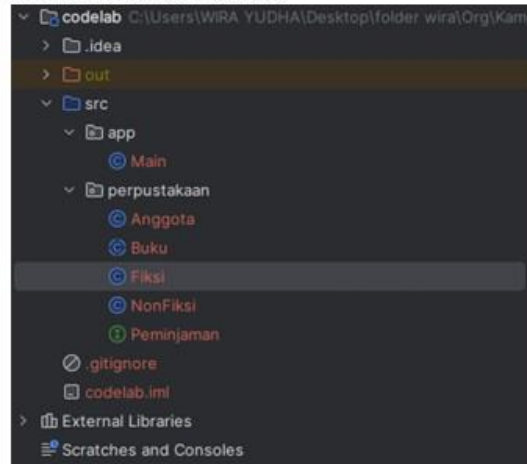 codelab C:\Users\WIRA YUDHA\Desktop\folder wira\Org\Kam
.idea
out
src
app
Main
perpustakaan
Anggota
Buku
Fiksi
NonFiksi
Peminjaman
.gitignore
codelab.iml
External Libraries
Scratches and Consoles